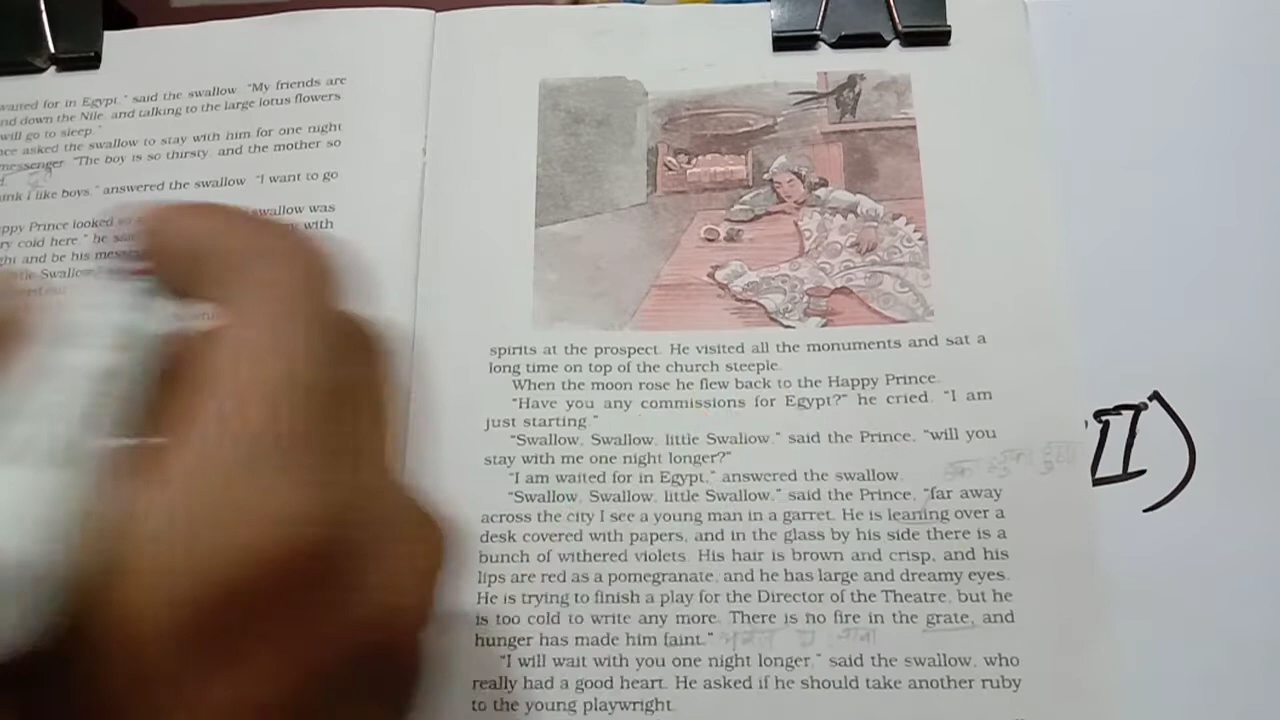 waited for in Egypt," said the swallow. "My friends are
nd down the Nile, and talking to the large lotus flowers
will go to sleep."
nce asked the swallow to stay with him for one night
messenger. "The boy is so thirsty, and the mother so
ink i like boys," answered the swallow. "I want to go
ppy Prince looked so swallow was
ry cold here," he with
ght and be his
spirits at the prospect. He visited all the monuments and sat a
long time on top of the church steeple.
When the moon rose he flew back to the Happy Prince.
"Have you any commissions for Egypt?" he cried. "I am
just starting."
"Swallow, Swallow, little Swallow," said the Prince, "will you
stay with me one night longer?"
"I am waited for in Egypt," answered the swallow.
"Swallow, Swallow, little Swallow," said the Prince, "far away
across the city I see a young man in a garret. He is leaning over a
desk covered with papers, and in the glass by his side there is a
bunch of withered violets. His hair is brown and crisp, and his
lips are red as a pomegranate, and he has large and dreamy eyes.
He is trying to finish a play for the Director of the Theatre, but he
is too cold to write any more. There is no fire in the grate, and
hunger has made him faint."
"I will wait with you one night longer," said the swallow, who
really had a good heart. He asked if he should take another ruby
to the young playwright.
II)